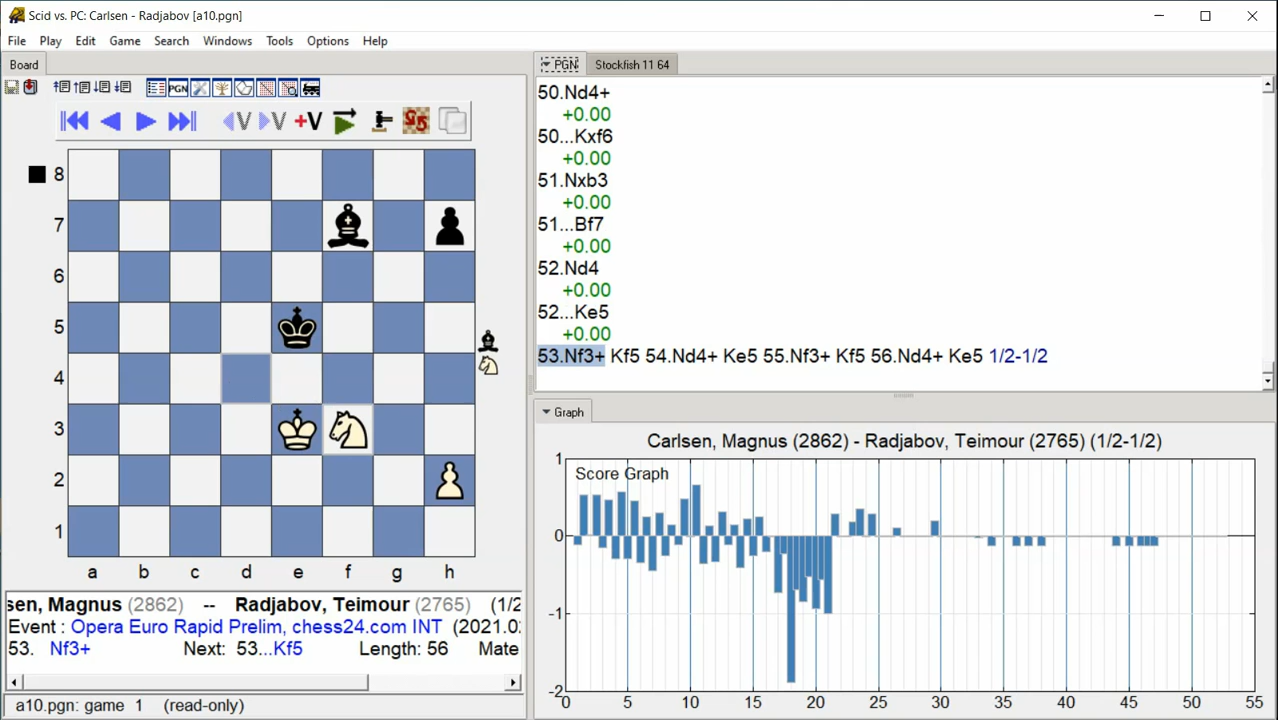 Scid vs. PC: Carlsen - Radjabov [a10.pgn]
File Play Edit Game Search Windows Tools Options Help
Board
PGN
8
7
6
5
4
3
2
1
a b c d e f g h
sen, Magnus (2862) -- Radjabov, Teimour (2765) (1/2
Event : Opera Euro Rapid Prelim, chess24.com INT (2021.02
53. Nf3+ Next: 53...Kf5 Length: 56 Mate
a10.pgn: game 1 (read-only)
PGN Stockfish 11 64
50.Nd4+
+0.00
50...Kxf6
+0.00
51.Nxb3
+0.00
51...Bf7
+0.00
52.Nd4
+0.00
52...Ke5
+0.00
53.Nf3+ Kf5 54.Nd4+ Ke5 55.Nf3+ Kf5 56.Nd4+ Ke5 1/2-1/2
Graph
Carlsen, Magnus (2862) - Radjabov, Teimour (2765) (1/2-1/2)
Score Graph
1
0
-1
-2
0 5 10 15 20 25 30 35 40 45 50 55